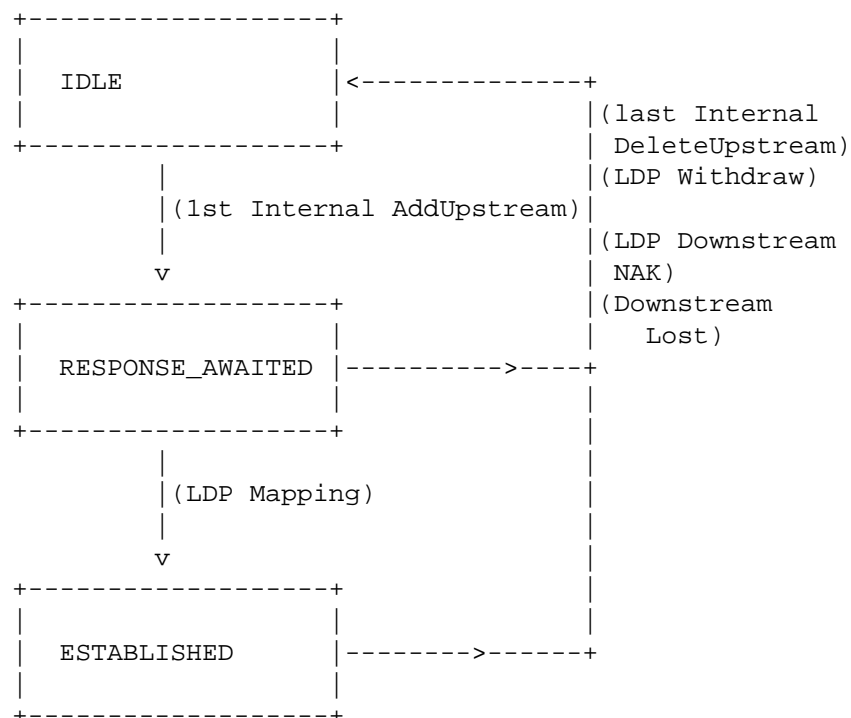 IDLE
(last Internal
DeleteUpstream)
(LDP Withdraw)
(1st Internal AddUpstream)
(LDP Downstream
NAK)
(Downstream
Lost)
RESPONSE_AWAITED
(LDP Mapping)
ESTABLISHED